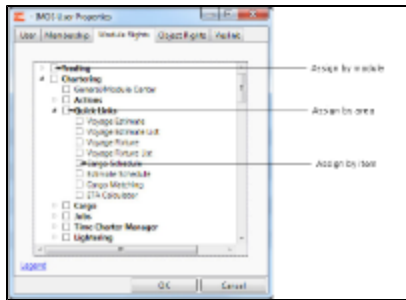 IMOS User Properties
User Membership Module Rights Object Rights
Trading
Assign by module
Chartering
General/Module Center
Actions
Quick Links
Assign by area
Voyage Estimate
Voyage Estimate List
Voyage Fixture
Voyage Fixture List
Cargo Schedule
Assign by item
Estimate Schedule
Cargo Matching
ETA Calculator
Cargo
Jobs
Time Charter Manager
Lightering
Legend
OK Cancel